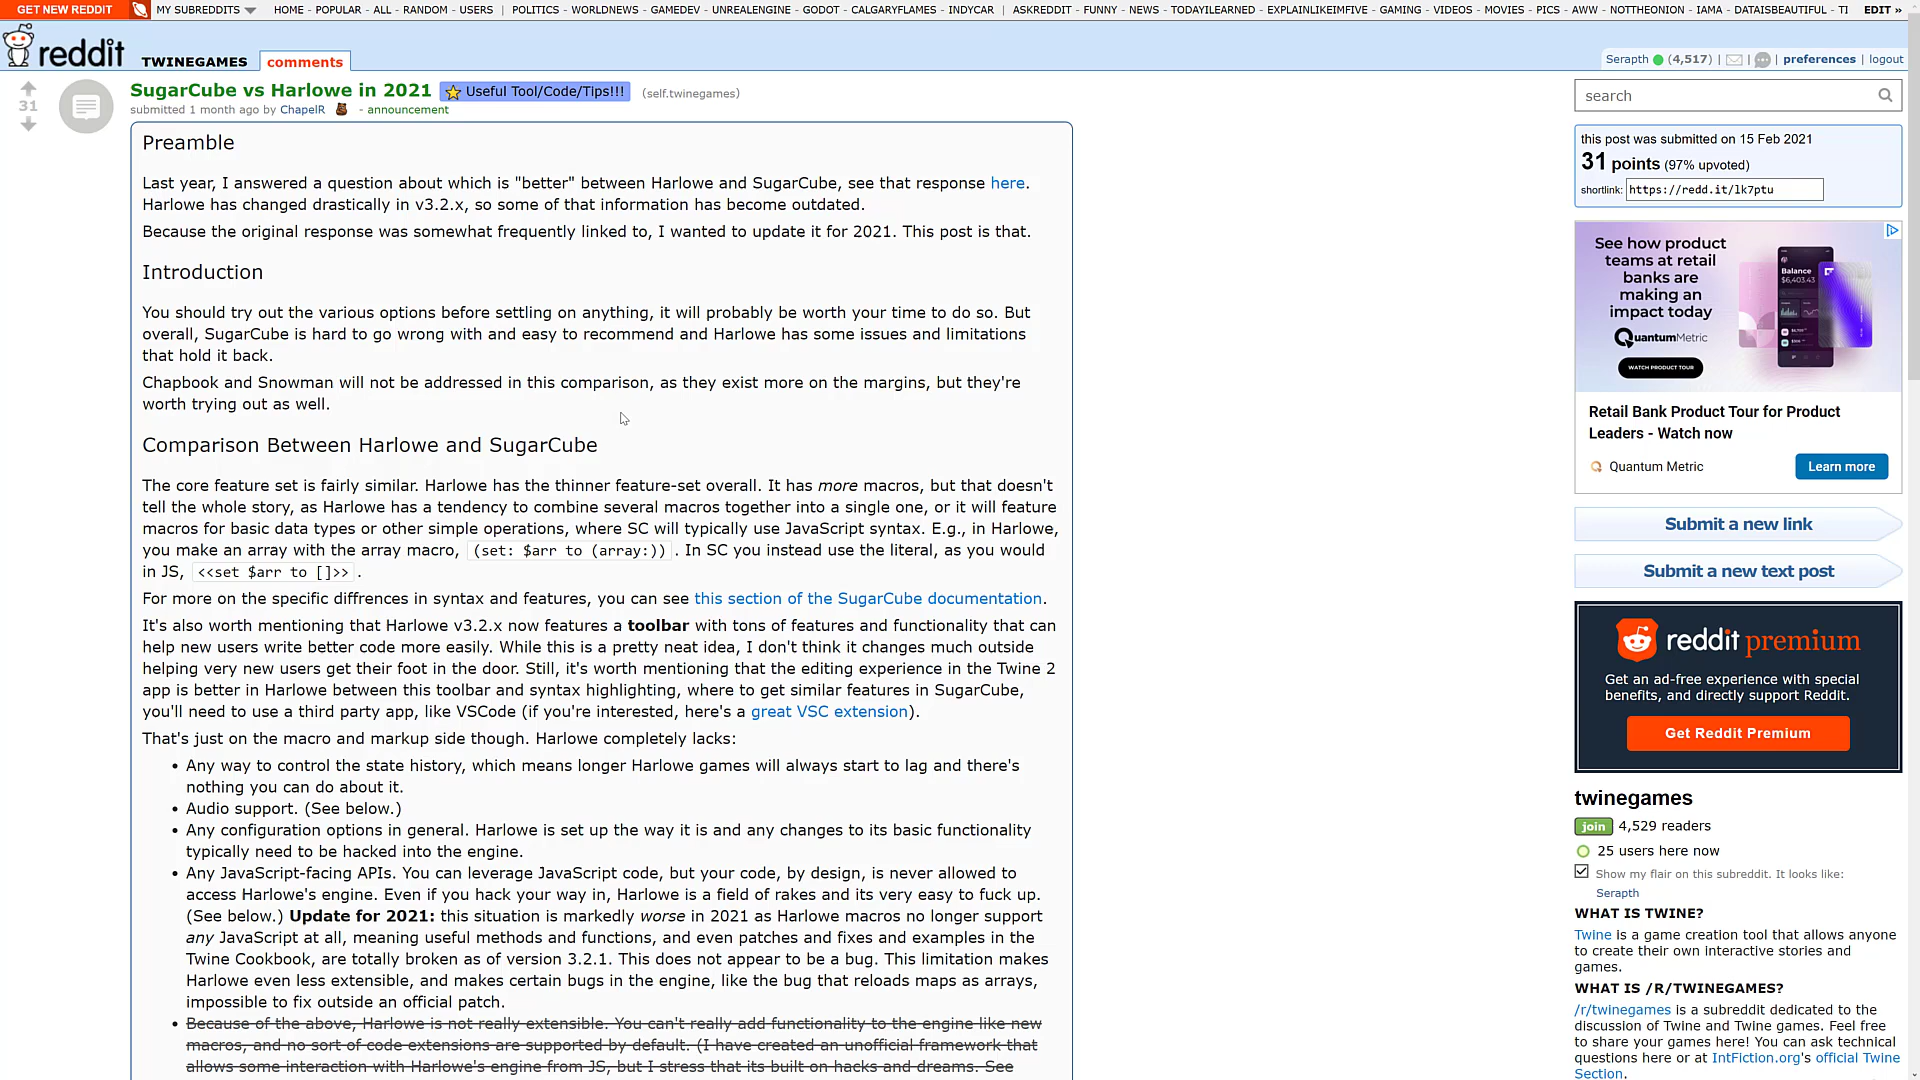 GET NEW REDDIT MY SUBREDDITS HOME - POPULAR - ALL - RANDOM - USERS | POLITICS - WORLDNEWS - GAMEDEV - UNREALENGINE - GODOT - CALGARYFLAMES - INDYCAR | ASKREDDIT - FUNNY - NEWS - TODAYILEARNED - EXPLAINLIKEIMFIVE - GAMING - VIDEOS - MOVIES - PICS - AWW - NOTTHEONION - IAMA - DATAISBEAUTIFUL - TI EDIT »
reddit TWINEGAMES comments
Serapth (4,517) | | | preferences | logout
31
SugarCube vs Harlowe in 2021 Useful Tool/Code/Tips!!! (self.twinegames)
submitted 1 month ago by ChapelR - announcement
Preamble
Last year, I answered a question about which is "better" between Harlowe and SugarCube, see that response here.
Harlowe has changed drastically in v3.2.x, so some of that information has become outdated.
Because the original response was somewhat frequently linked to, I wanted to update it for 2021. This post is that.
Introduction
You should try out the various options before settling on anything, it will probably be worth your time to do so. But
overall, SugarCube is hard to go wrong with and easy to recommend and Harlowe has some issues and limitations
that hold it back.
Chapbook and Snowman will not be addressed in this comparison, as they exist more on the margins, but they're
worth trying out as well.
Comparison Between Harlowe and SugarCube
The core feature set is fairly similar. Harlowe has the thinner feature-set overall. It has more macros, but that doesn't
tell the whole story, as Harlowe has a tendency to combine several macros together into a single one, or it will feature
macros for basic data types or other simple operations, where SC will typically use JavaScript syntax. E.g., in Harlowe,
you make an array with the array macro, (set: $arr to (array:)) . In SC you instead use the literal, as you would
in JS, <<set $arr to []>> .
For more on the specific diffrences in syntax and features, you can see this section of the SugarCube documentation.
It's also worth mentioning that Harlowe v3.2.x now features a toolbar with tons of features and functionality that can
help new users write better code more easily. While this is a pretty neat idea, I don't think it changes much outside
helping very new users get their foot in the door. Still, it's worth mentioning that the editing experience in the Twine 2
app is better in Harlowe between this toolbar and syntax highlighting, where to get similar features in SugarCube,
you'll need to use a third party app, like VSCode (if you're interested, here's a great VSC extension).
That's just on the macro and markup side though. Harlowe completely lacks:
• Any way to control the state history, which means longer Harlowe games will always start to lag and there's
nothing you can do about it.
• Audio support. (See below.)
• Any configuration options in general. Harlowe is set up the way it is and any changes to its basic functionality
typically need to be hacked into the engine.
• Any JavaScript-facing APIs. You can leverage JavaScript code, but your code, by design, is never allowed to
access Harlowe's engine. Even if you hack your way in, Harlowe is a field of rakes and its very easy to fuck up.
(See below.) Update for 2021: this situation is markedly worse in 2021 as Harlowe macros no longer support
any JavaScript at all, meaning useful methods and functions, and even patches and fixes and examples in the
Twine Cookbook, are totally broken as of version 3.2.1. This does not appear to be a bug. This limitation makes
Harlowe even less extensible, and makes certain bugs in the engine, like the bug that reloads maps as arrays,
impossible to fix outside an official patch.
• Because of the above, Harlowe is not really extensible. You can't really add functionality to the engine like new
macros, and no sort of code extensions are supported by default. (I have created an unofficial framework that
allows some interaction with Harlowe's engine from JS, but I stress that its built on hacks and dreams. See
search
this post was submitted on 15 Feb 2021
31 points (97% upvoted)
shortlink: https://redd.it/lk7ptu
See how product
teams at retail
banks are
making an
impact today
QuantumMetric
WATCH PRODUCT TOUR
Balance
$6,403.43
Retail Bank Product Tour for Product
Leaders - Watch now
Quantum Metric Learn more
Submit a new link
Submit a new text post
reddit premium
Get an ad-free experience with special
benefits, and directly support Reddit.
Get Reddit Premium
twinegames
join 4,529 readers
25 users here now
Show my flair on this subreddit. It looks like:
Serapth
WHAT IS TWINE?
Twine is a game creation tool that allows anyone
to create their own interactive stories and
games.
WHAT IS /R/TWINEGAMES?
/r/twinegames is a subreddit dedicated to the
discussion of Twine and Twine games. Feel free
to share your games here! You can ask technical
questions here or at IntFiction.org's official Twine
Section.